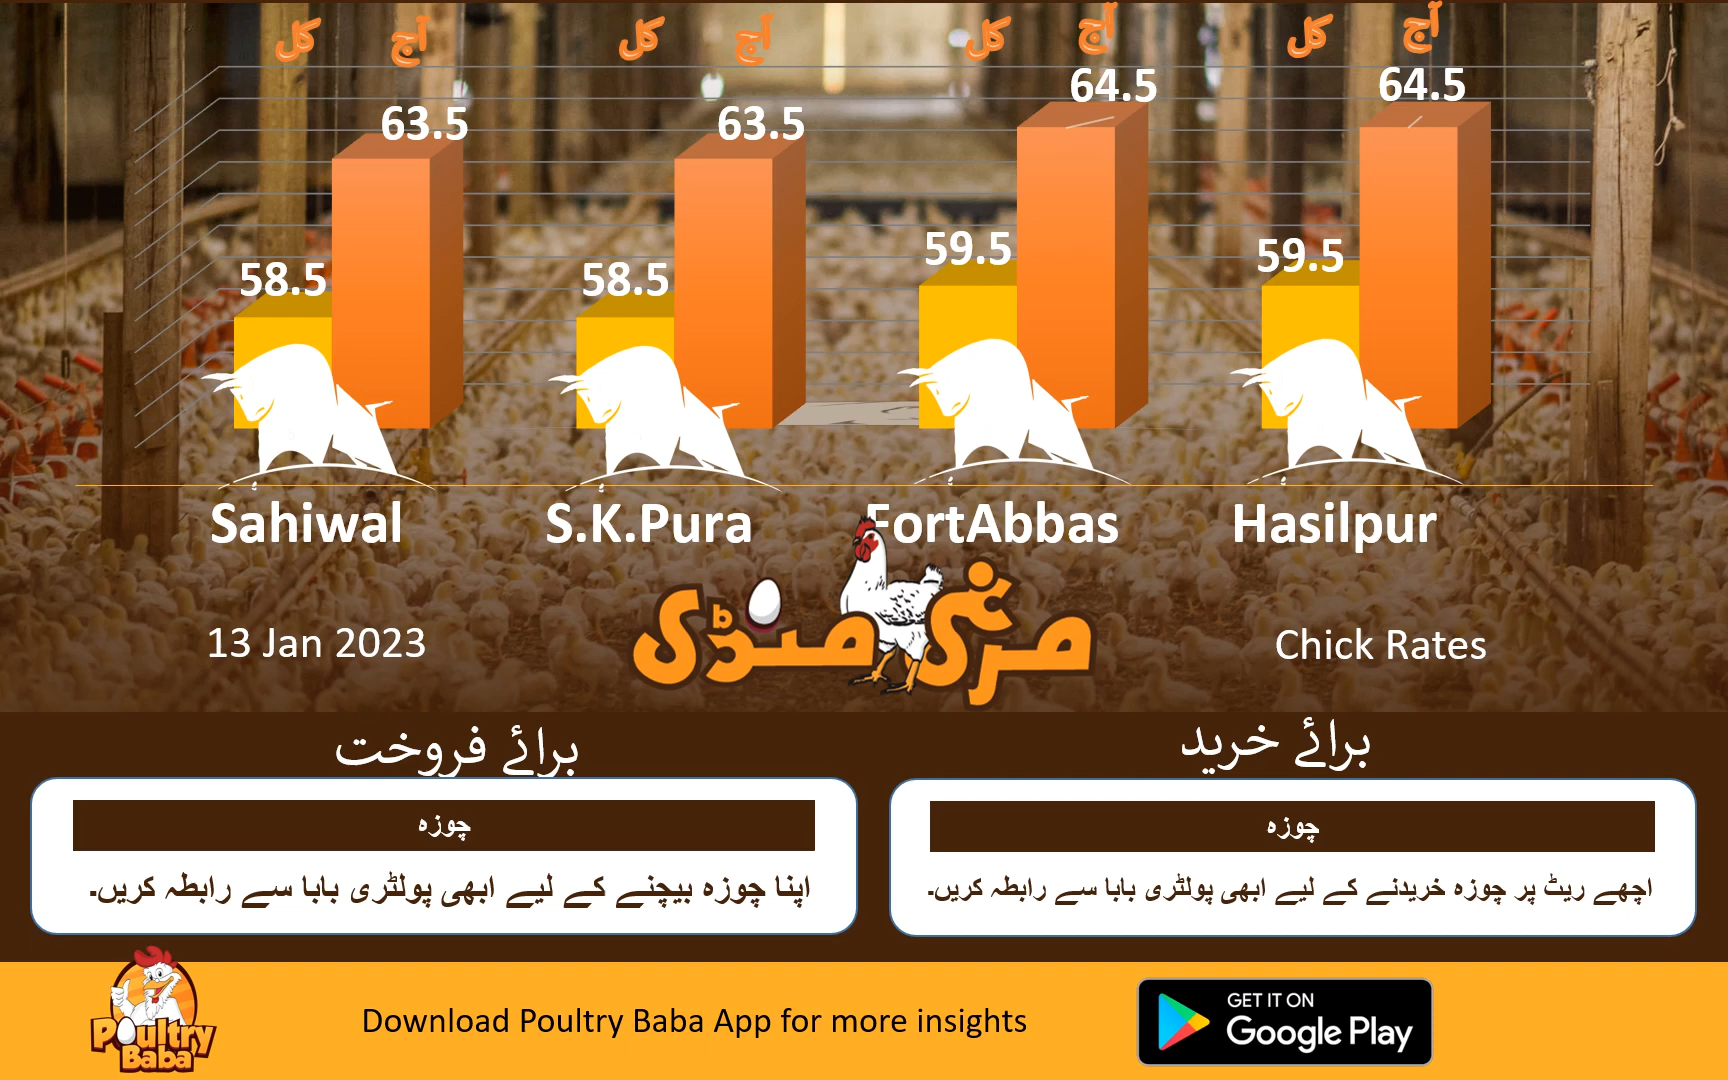 کل آج کل آج کل آج کل آج
58.5 63.5 58.5 63.5 59.5 64.5 59.5 64.5
Sahiwal S.K.Pura FortAbbas Hasilpur
13 Jan 2023
مرغی منڈی
Chick Rates
برائے خرید
چوزہ
اچھے ریٹ پر چوزہ خریدنے کے لیے ابھی پولٹری بابا سے رابطہ کریں۔
برائے فروخت
چوزہ
اپنا چوزہ بیچنے کے لیے ابھی پولٹری بابا سے رابطہ کریں۔
Poultry
Baba
Download Poultry Baba App for more insights
GET IT ON
Google Play